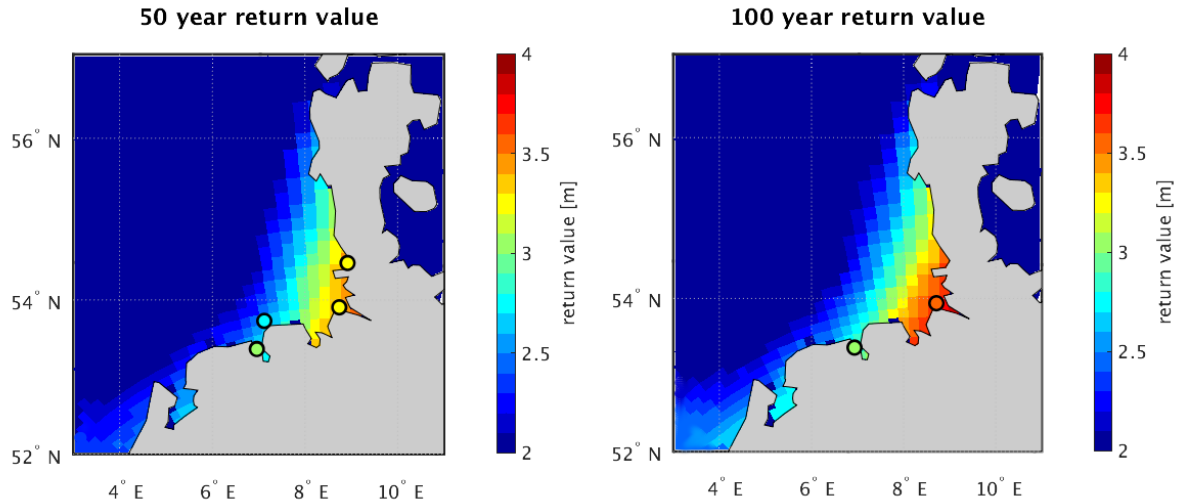 50 year return value
100 year return value
56° N
54° N
52° N
4° E
6° E
8° E
10° E
4
3.5
3
2.5
2
return value [m]
56° N
54° N
52° N
4° E
6° E
8° E
10° E
4
3.5
3
2.5
2
return value [m]